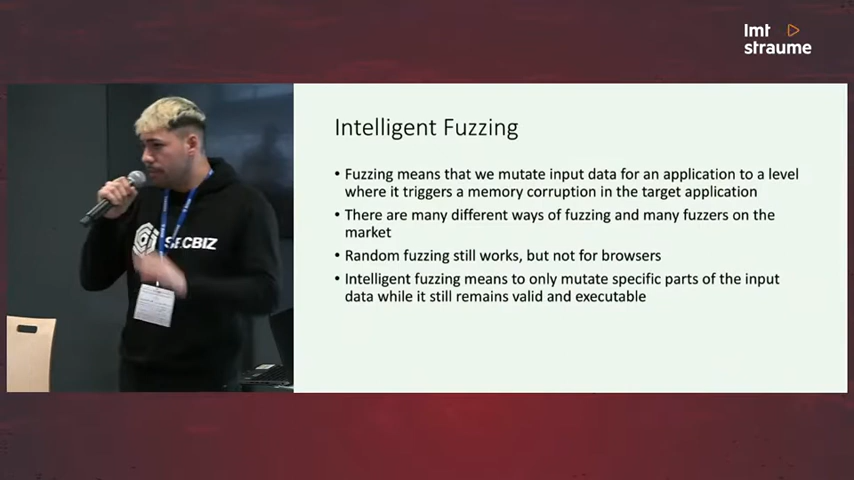 lmt
straume
Intelligent Fuzzing
• Fuzzing means that we mutate input data for an application to a level
where it triggers a memory corruption in the target application
• There are many different ways of fuzzing and many fuzzers on the
market
• Random fuzzing still works, but not for browsers
• Intelligent fuzzing means to only mutate specific parts of the input
data while it still remains valid and executable
SECBIZ